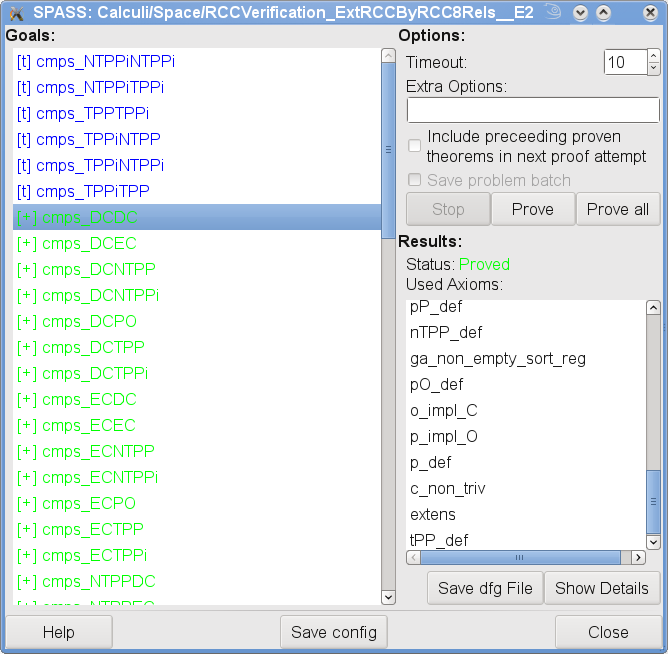 SPASS: Calculi/Space/RCCVerification_ExtRCCByRCC8Rels__E2
Goals:
[t] cmps_NTPPiNTPPi
[t] cmps_NTPPiTPPi
[t] cmps_TPPTPPi
[t] cmps_TPPiNTPP
[t] cmps_TPPiNTPPi
[t] cmps_TPPiTPP
[+] cmps_DCDC
[+] cmps_DCEC
[+] cmps_DCNTPP
[+] cmps_DCNTPPi
[+] cmps_DCPO
[+] cmps_DCTPP
[+] cmps_DCTPPi
[+] cmps_ECDC
[+] cmps_ECEC
[+] cmps_ECNTPP
[+] cmps_ECNTPPi
[+] cmps_ECPO
[+] cmps_ECTPP
[+] cmps_ECTPPi
[+] cmps_NTPPDC
[+] cmps_NTPPEC
Options:
Timeout: 10
Extra Options:
Include preceeding proven
theorems in next proof attempt
Save problem batch
Stop Prove Prove all
Results:
Status: Proved
Used Axioms:
pP_def
nTPP_def
ga_non_empty_sort_reg
pO_def
o_impl_C
p_impl_O
p_def
c_non_triv
extens
tPP_def
Save dfg File Show Details
Help Save config Close